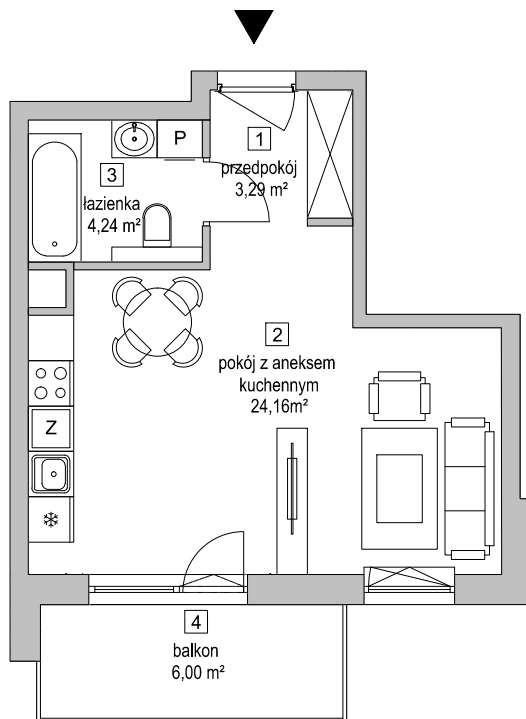 1
przedpokój
3,29 m²
P
3
łazienka
4,24 m²
2
pokój z aneksem
kuchennym
24,16m²
Z
4
balkon
6,00 m²